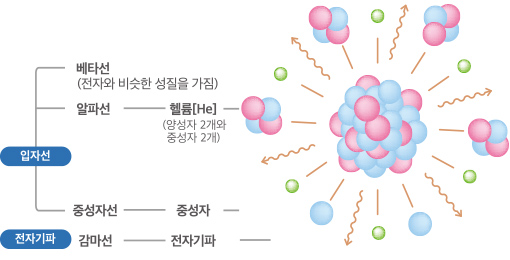 베타선
(전자와 비슷한 성질을 가짐)
알파선 헬륨[He]
(양성자 2개와
중성자 2개)
입자선
중성자선 중성자
전자기파 감마선 전자기파